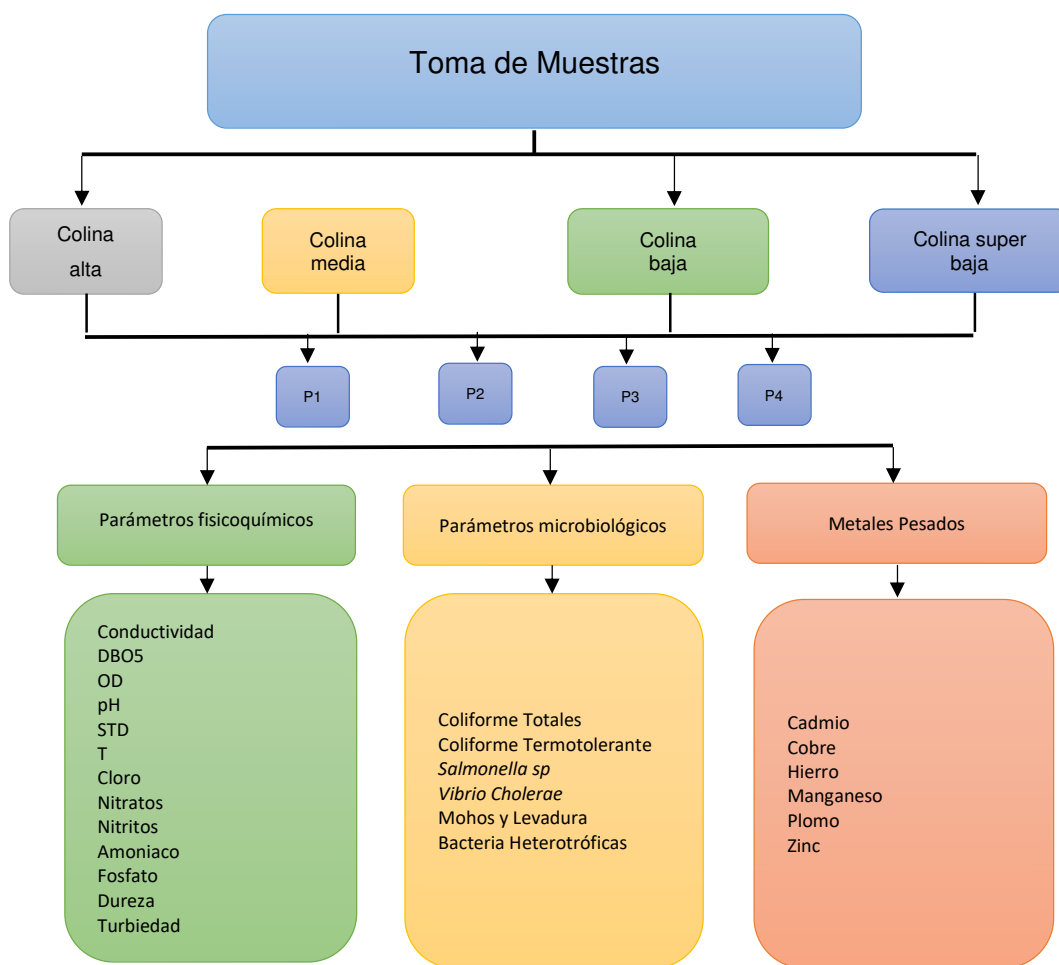 Toma de Muestras
Colina
alta
Colina
media
Colina
baja
Colina super
baja
P1
P2
P3
P4
Parámetros fisicoquímicos
Parámetros microbiológicos
Metales Pesados
Conductividad
DBO5
OD
pH
STD
T
Cloro
Nitratos
Nitritos
Amoniaco
Fosfato
Dureza
Turbiedad
Coliforme Totales
Coliforme Termotolerante
Salmonella sp
Vibrio Cholerae
Mohos y Levadura
Bacteria Heterotróficas
Cadmio
Cobre
Hierro
Manganeso
Plomo
Zinc